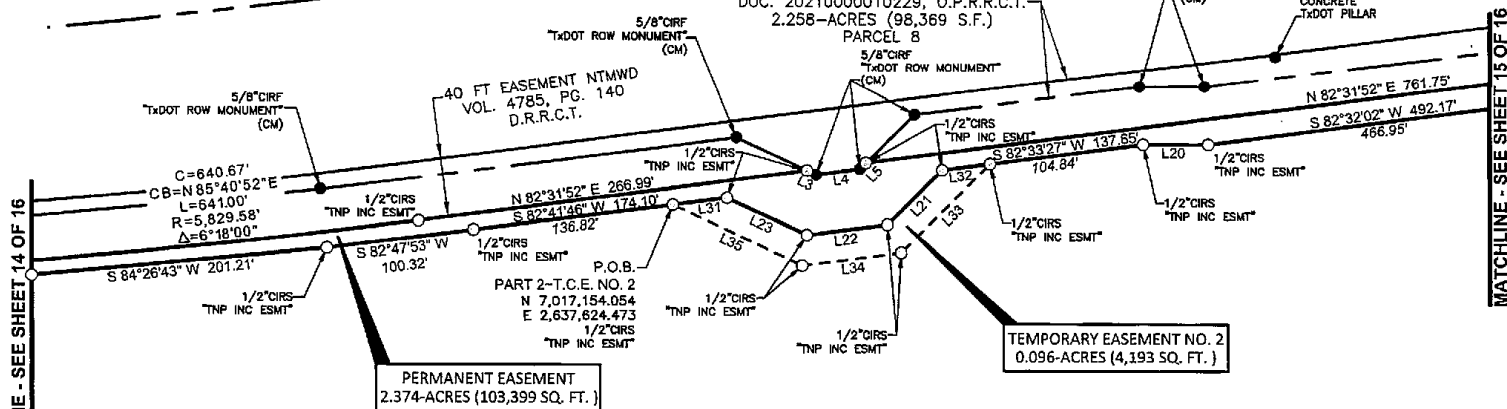 DOC. 20210000010229, O.P.R.R.C.T.
2.258-ACRES (98,369 S.F.)
PARCEL 8
(CM)
CONCRETE
TxDOT PILLAR
5/8"CIRF
"TxDOT ROW MONUMENT"
(CM)
5/8"CIRF
"TxDOT ROW MONUMENT"
(CM)
40 FT EASEMENT NTMWD
VOL. 4785, PG. 140
D.R.R.C.T.
5/8"CIRF
"TxDOT ROW MONUMENT"
(CM)
N 82°31'52" E 761.75'
S 82°32'02" W 492.17'
466.95'
1/2"CIRS
"TNP INC ESMT"
S 82°33'27" W 137.65'
104.84'
L20
1/2"CIRS
"TNP INC ESMT"
C=640.67'
CB=N 85°40'52"E
L=641.00'
R=5,829.58'
Δ=6°18'00"
1/2"CIRS
"TNP INC ESMT"
L3
L4
L5
L32
N 82°31'52" E 266.99'
1/2"CIRS
"TNP INC ESMT"
S 82°41'46" W 174.10'
136.82'
L31
L23
L21
L33
1/2"CIRS
"TNP INC ESMT"
1/2"CIRS
"TNP INC ESMT"
S 84°26'43" W 201.21'
S 82°47'53" W
100.32'
1/2"CIRS
"TNP INC ESMT"
L35
L22
L34
1/2"CIRS
"TNP INC ESMT"
P.O.B.
PART 2~T.C.E. NO. 2
N 7,017,154.054
E 2,637,624.473
1/2"CIRS
"TNP INC ESMT"
1/2"CIRS
"TNP INC ESMT"
1/2"CIRS
"TNP INC ESMT"
TEMPORARY EASEMENT NO. 2
0.096-ACRES (4,193 SQ. FT. )
PERMANENT EASEMENT
2.374-ACRES (103,399 SQ. FT. )
NE - SEE SHEET 14 OF 16
MATCHLINE - SEE SHEET 15 OF 16